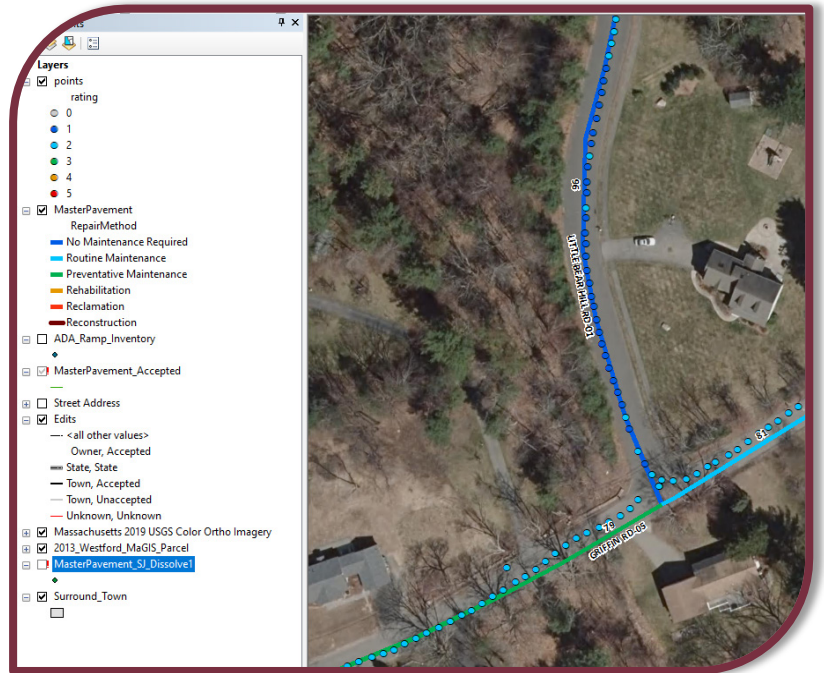 Layers
points
rating
0
1
2
3
4
5
MasterPavement
RepairMethod
No Maintenance Required
Routine Maintenance
Preventative Maintenance
Rehabilitation
Reclamation
Reconstruction
ADA_Ramp_Inventory
MasterPavement_Accepted
Street Address
Edits
<all other values>
Owner, Accepted
State, State
Town, Accepted
Town, Unaccepted
Unknown, Unknown
Massachusetts 2019 USGS Color Ortho Imagery
2013_Westford_MaGIS_Parcel
MasterPavement_SJ_Dissolve1
Surround_Town
96
LITTLE BEAR HILL RD-01
81
79
GRIFFIN RD-05